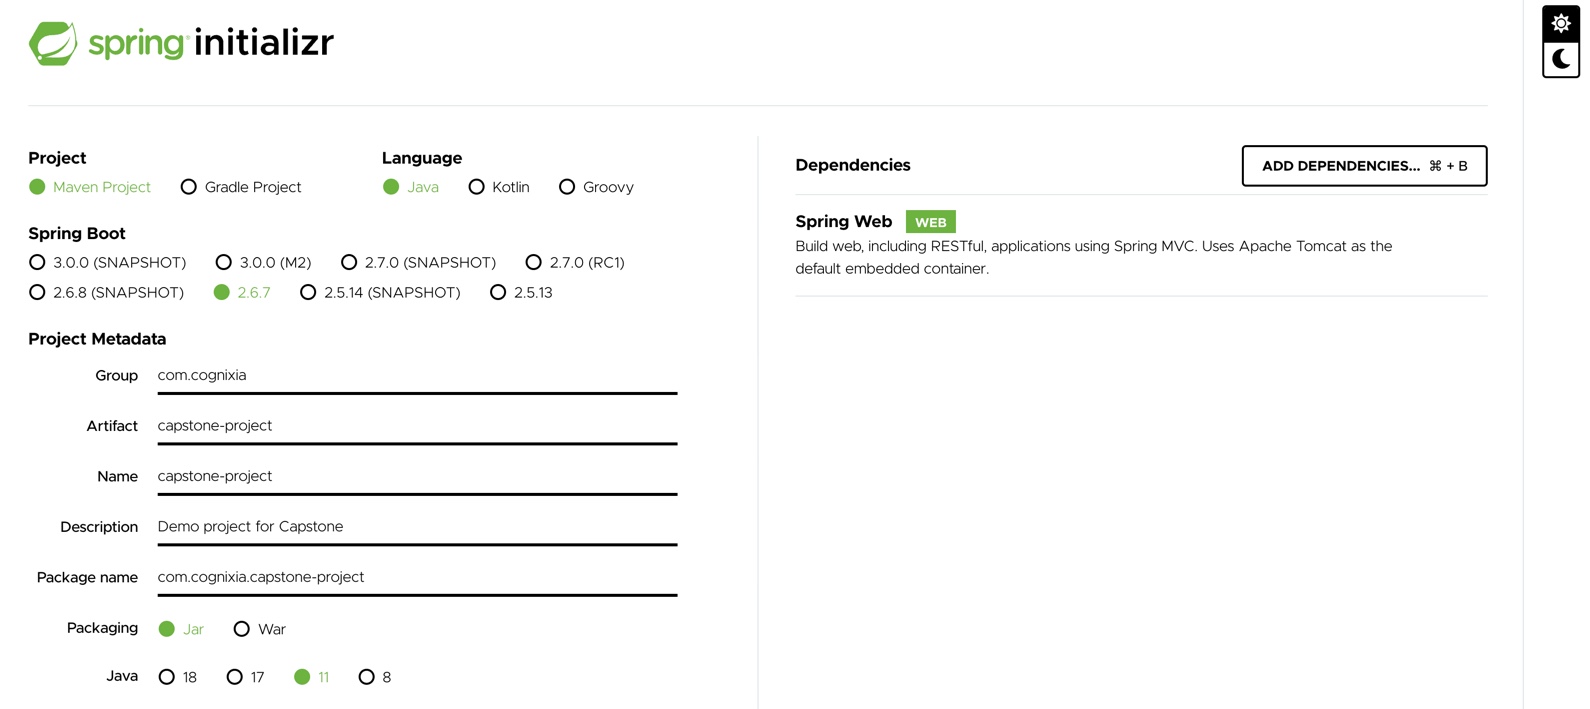 spring initializr
Project
Maven Project Gradle Project
Language
Java Kotlin Groovy
Spring Boot
3.0.0 (SNAPSHOT) 3.0.0 (M2) 2.7.0 (SNAPSHOT) 2.7.0 (RC1)
2.6.8 (SNAPSHOT) 2.6.7 2.5.14 (SNAPSHOT) 2.5.13
Project Metadata
Group com.cognixia
Artifact capstone-project
Name capstone-project
Description Demo project for Capstone
Package name com.cognixia.capstone-project
Packaging Jar War
Java 18 17 11 8
Dependencies
ADD DEPENDENCIES... ⌘ + B
Spring Web WEB
Build web, including RESTful, applications using Spring MVC. Uses Apache Tomcat as the
default embedded container.